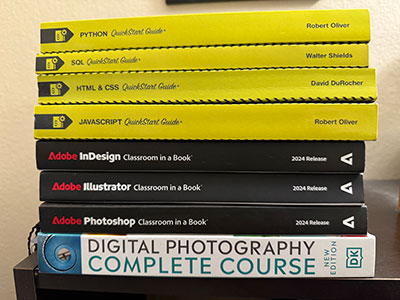 PYTHON QuickStart Guide Robert Oliver
SQL QuickStart Guide Walter Shields
HTML & CSS QuickStart Guide David DuRocher
JAVASCRIPT QuickStart Guide Robert Oliver
Adobe InDesign Classroom in a Book® 2024 Release
Adobe Illustrator Classroom in a Book® 2024 Release
Adobe Photoshop Classroom in a Book® 2024 Release
DIGITAL PHOTOGRAPHY
COMPLETE COURSE
NEW
EDITION
DK